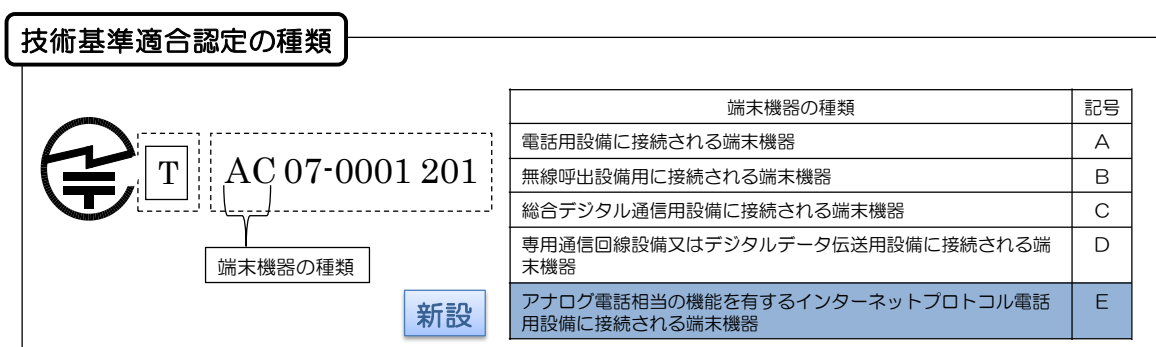 技術基準適合認定の種類
T
AC 07-0001 201
端末機器の種類
新設
端末機器の種類 記号
電話用設備に接続される端末機器 A
無線呼出設備用に接続される端末機器 B
総合デジタル通信用設備に接続される端末機器 C
専用通信回線設備又はデジタルデータ伝送用設備に接続される端 D
末機器
アナログ電話相当の機能を有するインターネットプロトコル電話 E
用設備に接続される端末機器